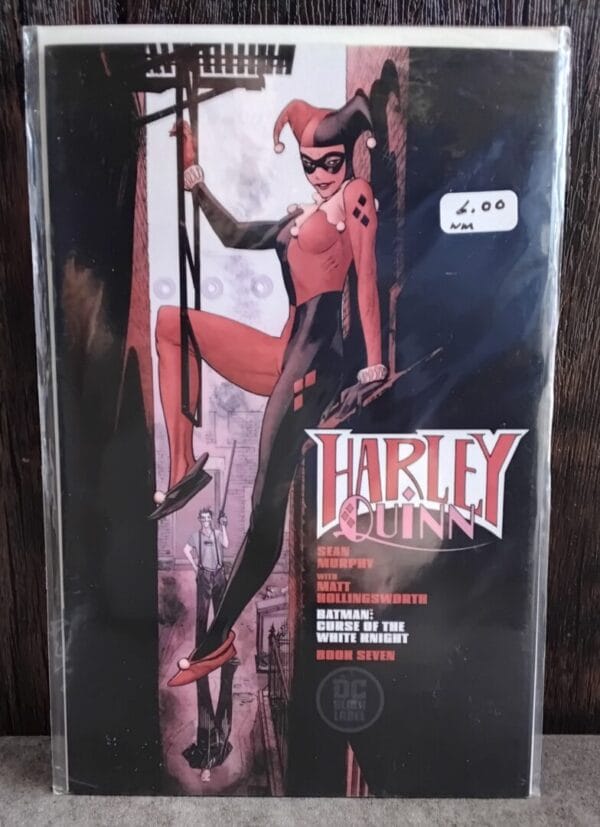 6.00
NM
HARLEY
QUINN
SEAN
MURPHY
WITH
MATT
HOLLINGSWORTH
BATMAN:
CURSE OF THE
WHITE KNIGHT
BOOK SEVEN
DC
BLACK
LABEL